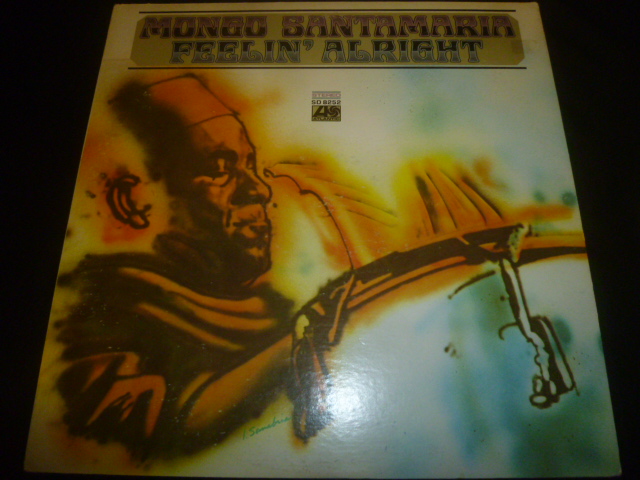 MONGO SANTAMARIA
FEELIN' ALRIGHT
STEREO
SD 8252